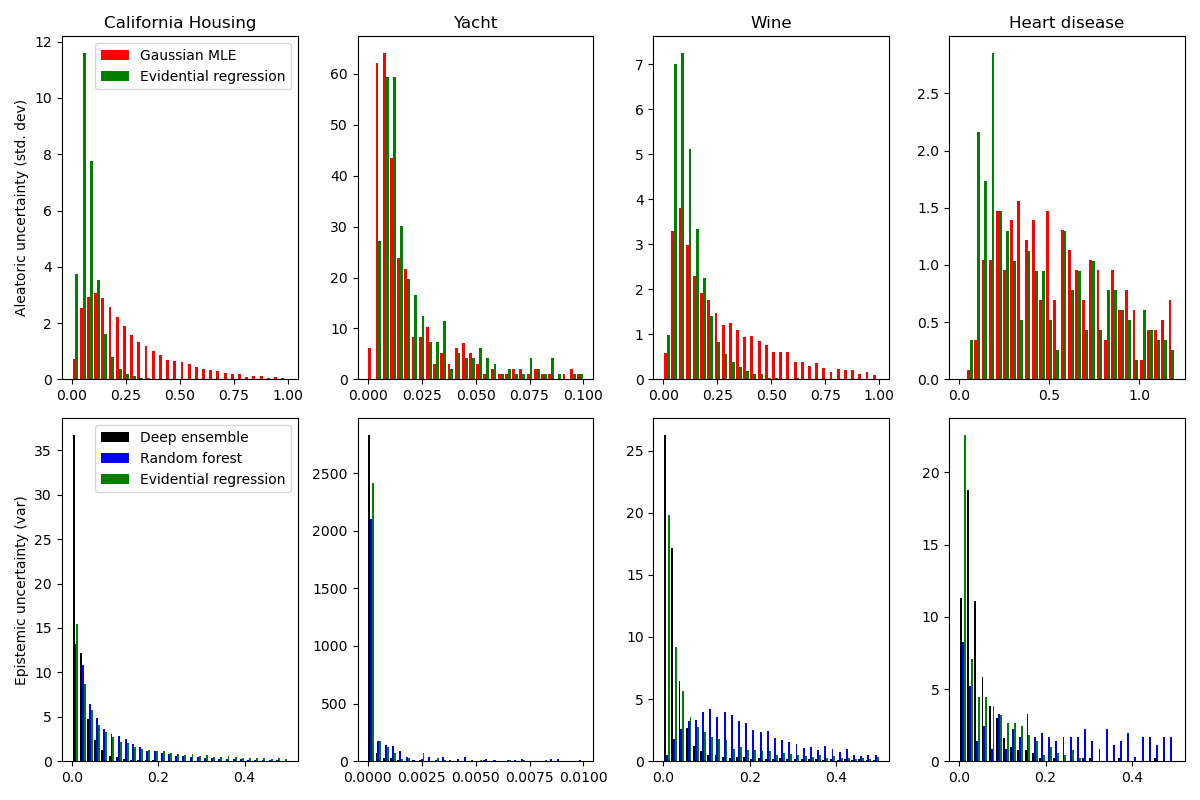 California Housing
Yacht
Wine
Heart disease
Aleatoric uncertainty (std. dev)
12
10
8
6
4
2
0
Gaussian MLE
Evidential regression
0.00 0.25 0.50 0.75 1.00
60
50
40
30
20
10
0
0.000 0.025 0.050 0.075 0.100
7
6
5
4
3
2
1
0
0.00 0.25 0.50 0.75 1.00
2.5
2.0
1.5
1.0
0.5
0.0
0.0 0.5 1.0
Epistemic uncertainty (var)
35
30
25
20
15
10
5
0
Deep ensemble
Random forest
Evidential regression
0.0 0.2 0.4
2500
2000
1500
1000
500
0
0.0000 0.0025 0.0050 0.0075 0.0100
25
20
15
10
5
0
0.0 0.2 0.4
20
15
10
5
0
0.0 0.2 0.4